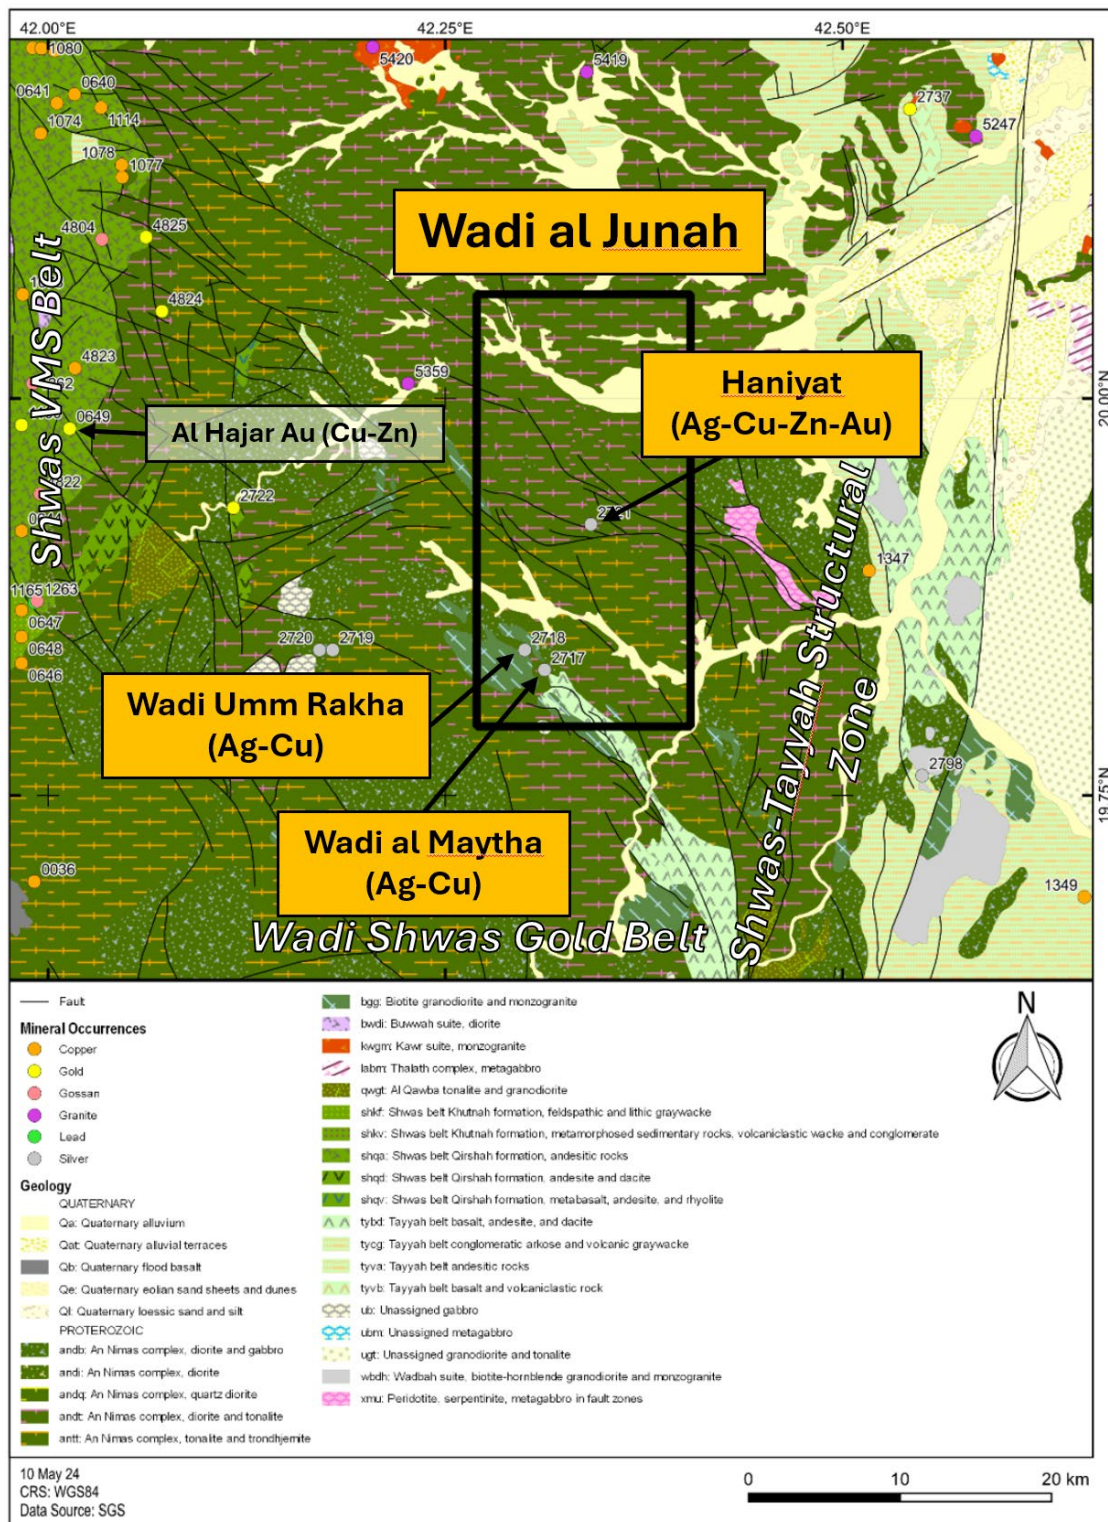 42.00°E
42.25°E
42.50°E
1080
0640
0641
1074
1114
1078
1077
4804
4825
4824
4823
0649
5420
5419
2737
5247
Wadi al Junah
5359
Haniyat
(Ag-Cu-Zn-Au)
20.00°N
Al Hajar Au (Cu-Zn)
Shwas VMS Belt
2722
1347
1165
1263
0647
0648
0646
2720
2719
2718
2717
Wadi Umm Rakha
(Ag-Cu)
Wadi al Maytha
(Ag-Cu)
Shwas-Tayyah Structural
Zone
2798
19.75°N
0036
1349
Wadi Shwas Gold Belt
Fault
Mineral Occurrences
Copper
Gold
Gossan
Granite
Lead
Silver
Geology
QUATERNARY
Qa: Quaternary alluvium
Qat: Quaternary alluvial terraces
Qb: Quaternary flood basalt
Qe: Quaternary eolian sand sheets and dunes
Ql: Quaternary loessic sand and silt
PROTEROZOIC
andb: An Nimas complex, diorite and gabbro
andi: An Nimas complex, diorite
andq: An Nimas complex, quartz diorite
andt: An Nimas complex, diorite and tonalite
antt: An Nimas complex, tonalite and trondhjemite
bgg: Biotite granodiorite and monzogranite
bwdi: Buwwah suite, diorite
kwgm: Kawr suite, monzogranite
labm: Thalath complex, metagabbro
qwgt: Al Qawba tonalite and granodiorite
shkf: Shwas belt Khutnah formation, feldspathic and lithic graywacke
shkv: Shwas belt Khutnah formation, metamorphosed sedimentary rocks, volcaniclastic wacke and conglomerate
shqa: Shwas belt Qirshah formation, andesitic rocks
shqd: Shwas belt Qirshah formation, andesite and dacite
shqv: Shwas belt Qirshah formation, metabasalt, andesite, and rhyolite
tybd: Tayyah belt basalt, andesite, and dacite
tycg: Tayyah belt conglomeratic arkose and volcanic graywacke
tyva: Tayyah belt andesitic rocks
tyvb: Tayyah belt basalt and volcaniclastic rock
ub: Unassigned gabbro
ubm: Unassigned metagabbro
ugt: Unassigned granodiorite and tonalite
wbdh: Wadbah suite, biotite-hornblende granodiorite and monzogranite
xmu: Peridotite, serpentinite, metagabbro in fault zones
N
10 May 24
CRS: WGS84
Data Source: SGS
0
10
20 km